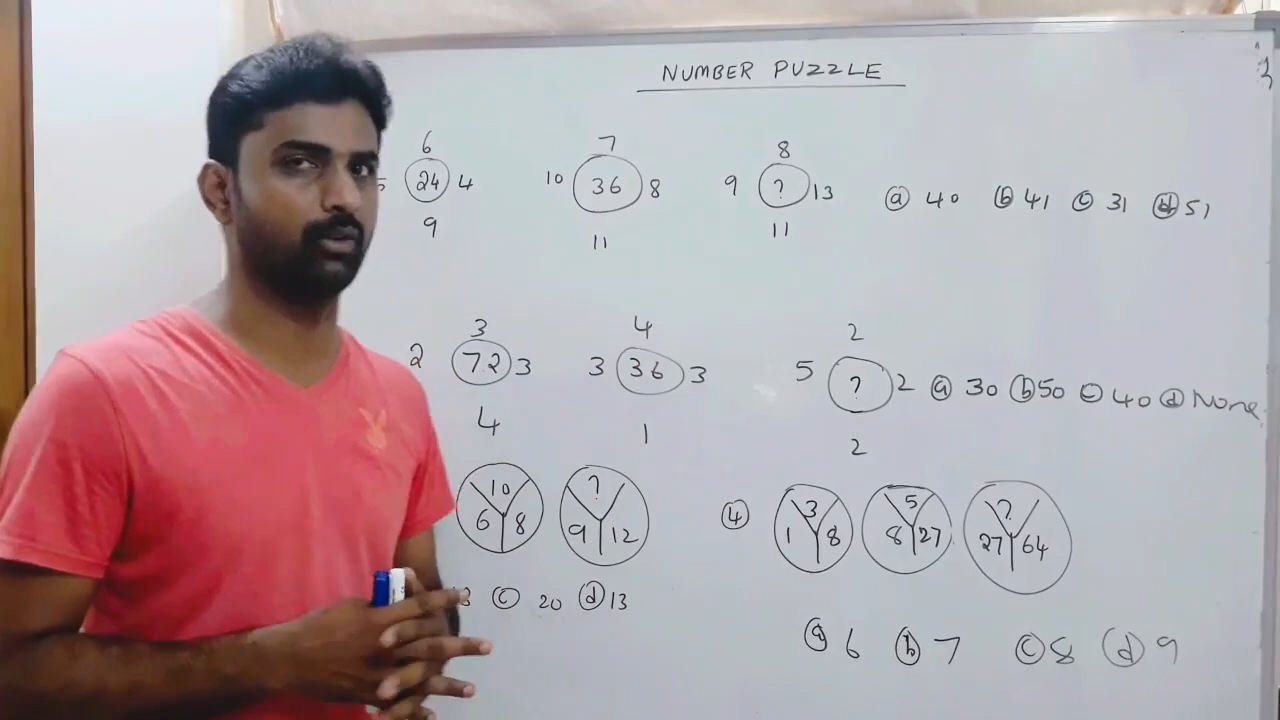 NUMBER PUZZLE
6 7 8
5 24 4 10 36 8 9 ? 13 a 40 b 41 c 31 d 51
9 11 11
3 4 2
2 72 3 3 36 3 5 ? 2 a 30 b 50 c 40 d None
4 1 2
10 ? 4 3 5 ?
6 8 9 12 1 8 8 27 27 64
3 c 20 d 13
a 6 b 7 c 8 d 9